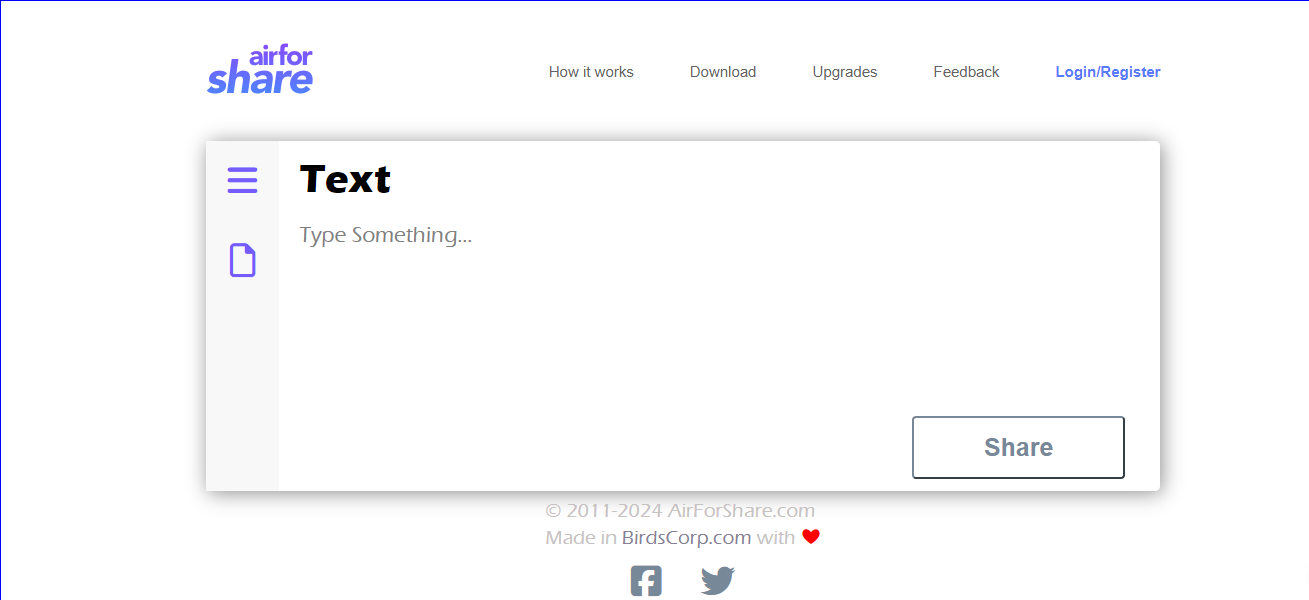 airfor
share
How it works Download Upgrades Feedback Login/Register
Text
Type Something...
Share
© 2011-2024 AirForShare.com
Made in BirdsCorp.com with ❤